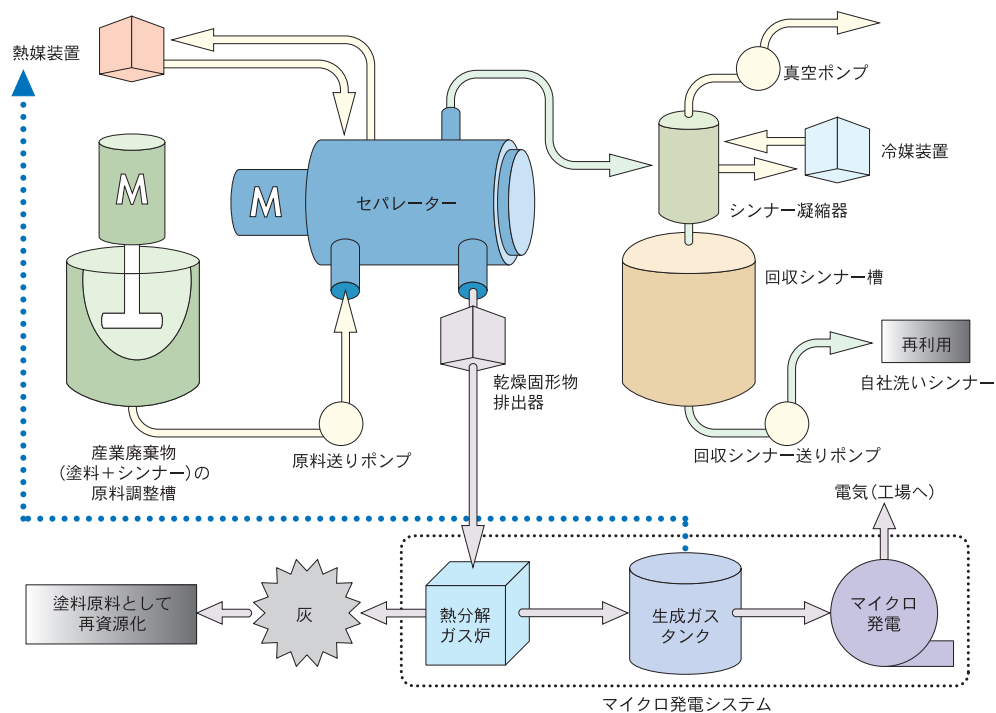 熱媒装置
真空ポンプ
冷媒装置
M
M
セパレーター
シンナー凝縮器
回収シンナー槽
再利用
自社洗いシンナー
乾燥固形物
排出器
産業廃棄物
(塗料＋シンナー)の
原料調整槽
原料送りポンプ
回収シンナー送りポンプ
電気(工場へ)
塗料原料として
再資源化
灰
熱分解
ガス炉
生成ガス
タンク
マイクロ
発電
マイクロ発電システム